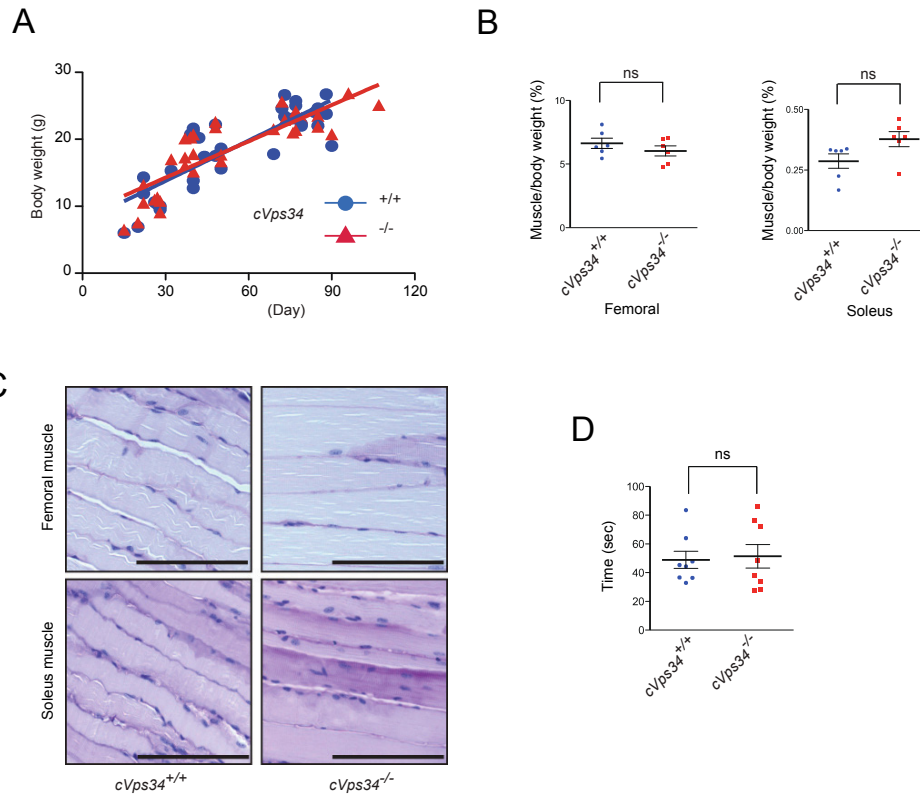 A
Body weight (g)
30
20
10
0
cVps34
+/+
-/-
0 30 60 90 120
(Day)
B
Muscle/body weight (%)
10
5
0
ns
cVps34+/+
cVps34-/-
Femoral
Muscle/body weight (%)
0.50
0.25
0.00
ns
cVps34+/+
cVps34-/-
Soleus
C
Femoral muscle
Soleus muscle
cVps34+/+
cVps34-/-
D
ns
Time (sec)
100
80
60
40
20
0
cVps34+/+
cVps34-/-